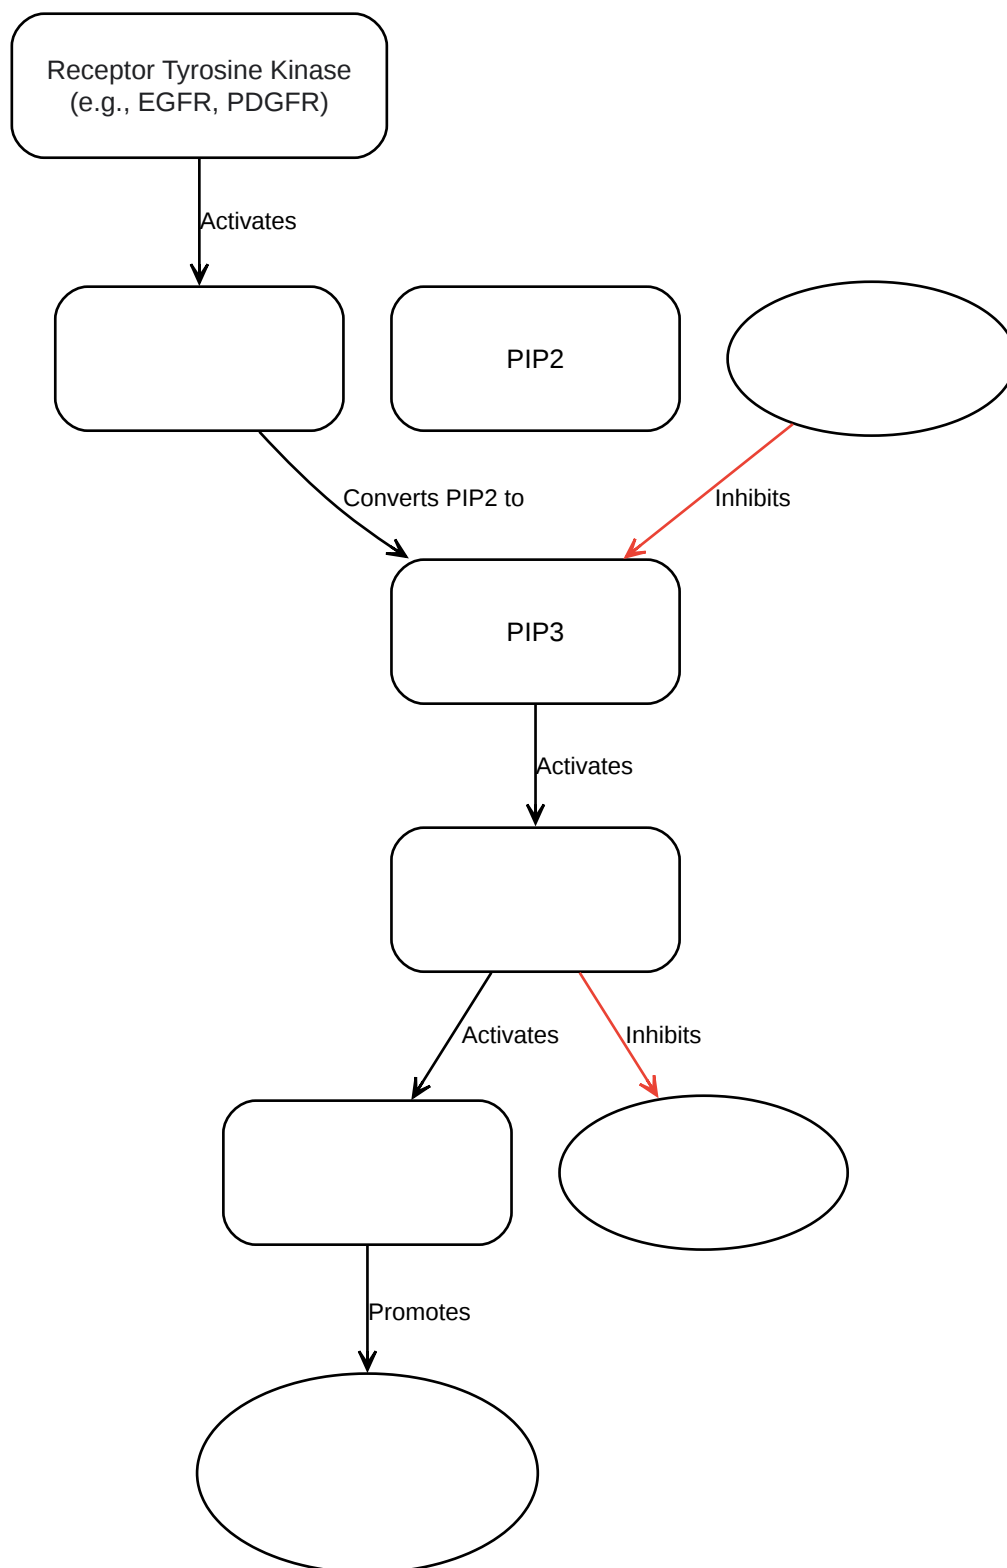 Receptor Tyrosine Kinase
(e.g., EGFR, PDGFR)
Activates
PIP2
Converts PIP2 to
Inhibits
PIP3
Activates
Activates
Inhibits
Promotes